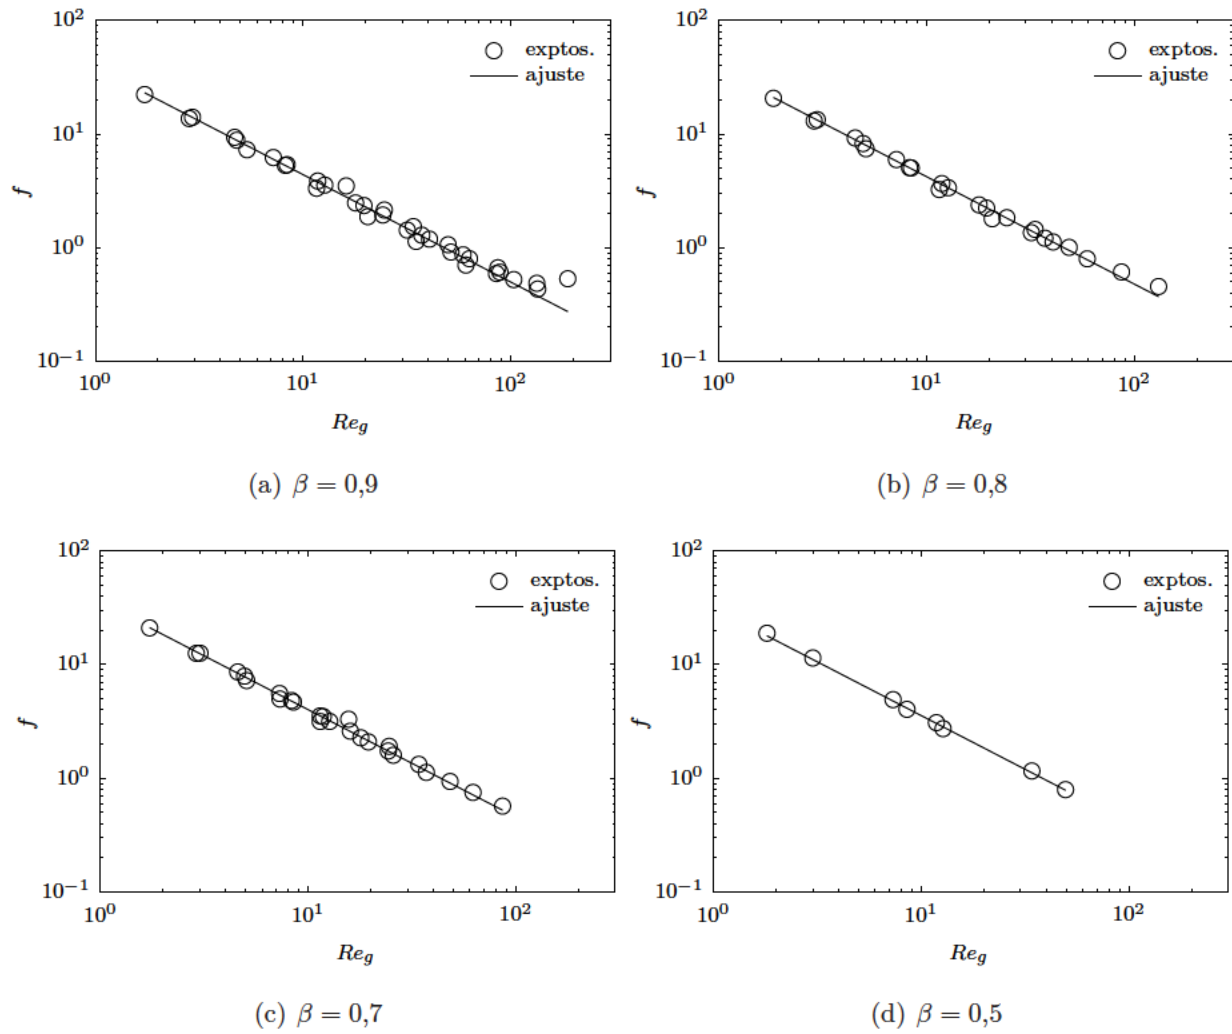 10² 10²
exptos. exptos.
ajuste ajuste
10¹ 10¹
f f
10⁰ 10⁰
10⁻¹ 10⁻¹
10⁰ 10¹ 10² 10⁰ 10¹ 10²
Re_g Re_g
(a) β = 0,9 (b) β = 0,8
10² 10²
exptos. exptos.
ajuste ajuste
10¹ 10¹
f f
10⁰ 10⁰
10⁻¹ 10⁻¹
10⁰ 10¹ 10² 10⁰ 10¹ 10²
Re_g Re_g
(c) β = 0,7 (d) β = 0,5